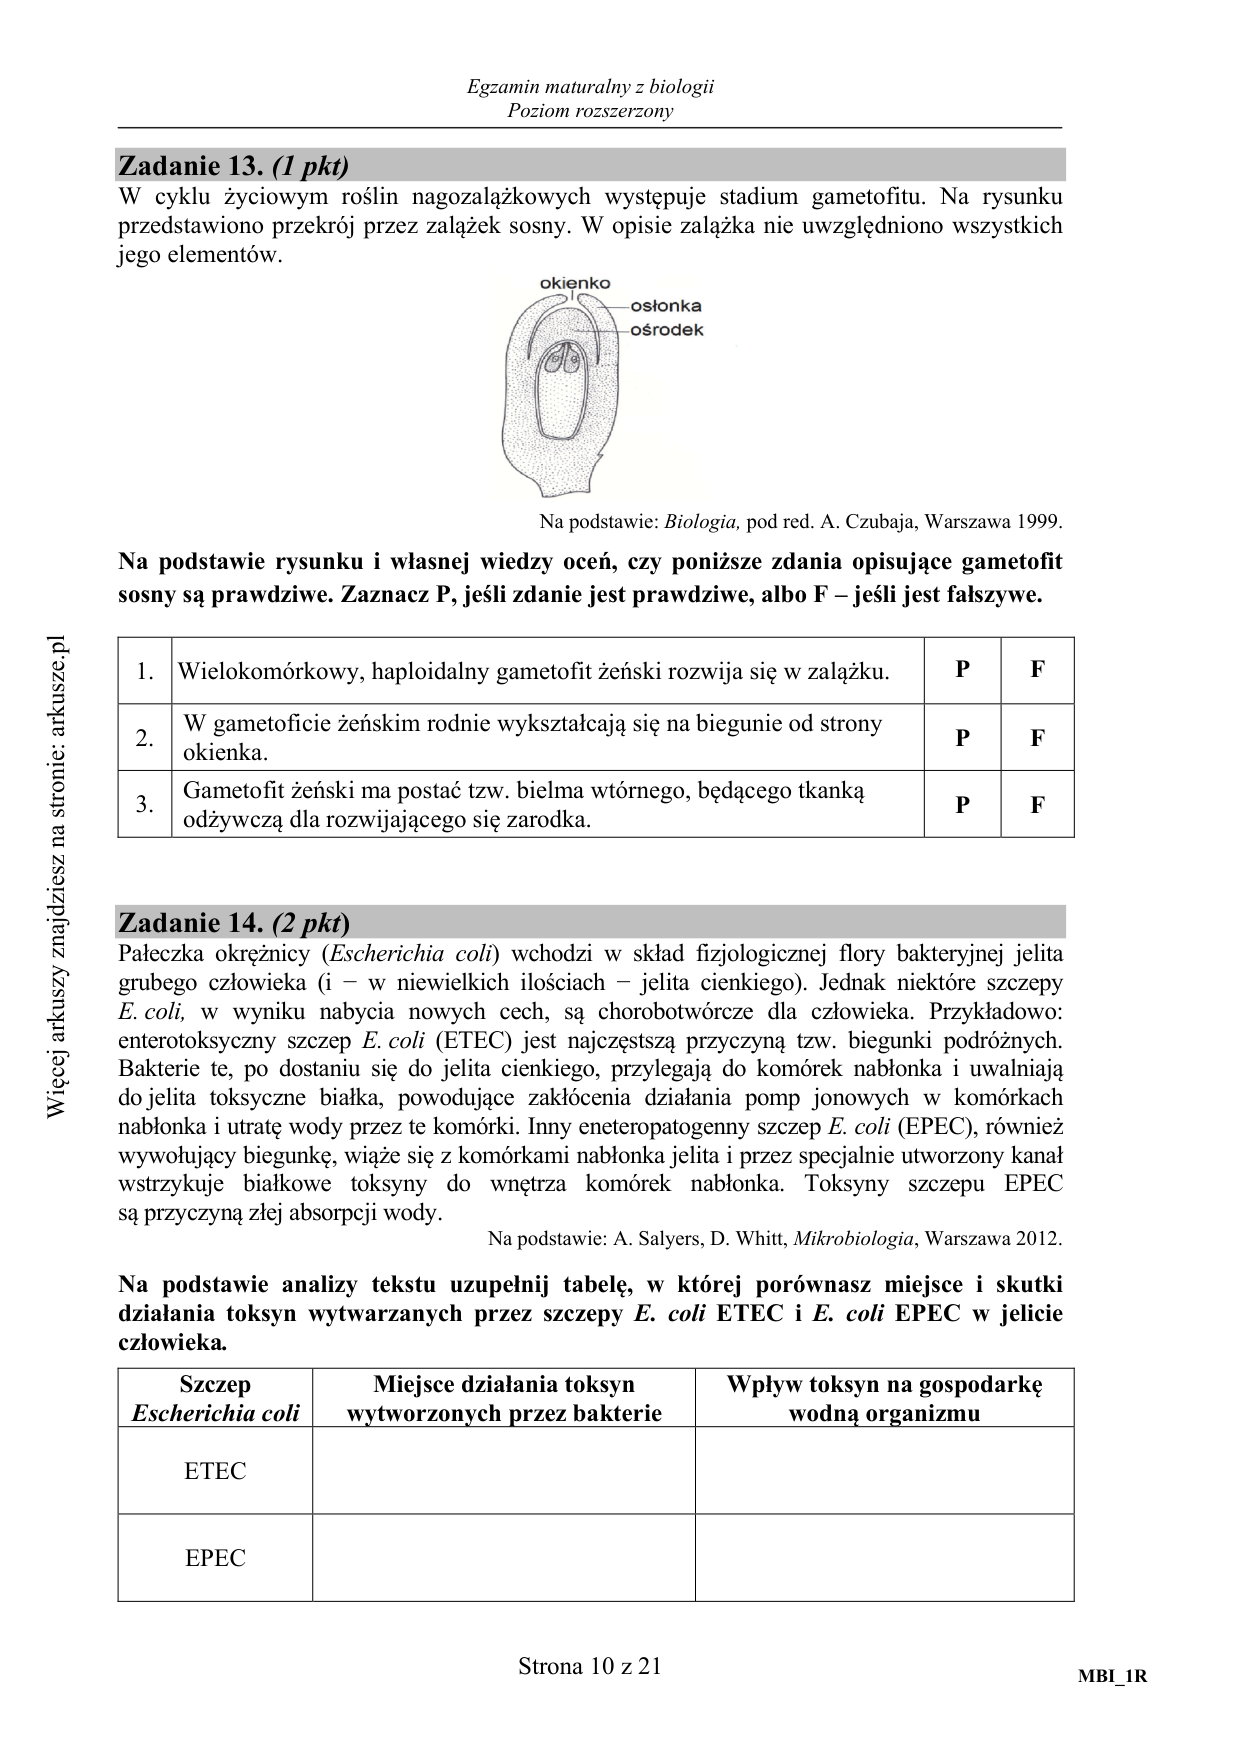 Egzamin maturalny z biologii
Poziom rozszerzony
Zadanie 13. (1 pkt)
W cyklu życiowym roślin nagozalążkowych występuje stadium gametofitu. Na rysunku
przedstawiono przekrój przez zalążek sosny. W opisie zalążka nie uwzględniono wszystkich
jego elementów.
okienko
osłonka
ośrodek
Na podstawie: Biologia, pod red. A. Czubaja, Warszawa 1999.
Na podstawie rysunku i własnej wiedzy oceń, czy poniższe zdania opisujące gametofit
sosny są prawdziwe. Zaznacz P, jeśli zdanie jest prawdziwe, albo F – jeśli jest fałszywe.
1. Wielokomórkowy, haploidalny gametofit żeński rozwija się w zalążku. P F
2. W gametoficie żeńskim rodnie wykształcają się na biegunie od strony
okienka. P F
3. Gametofit żeński ma postać tzw. bielma wtórnego, będącego tkanką
odżywczą dla rozwijającego się zarodka. P F
Zadanie 14. (2 pkt)
Pałeczka okrężnicy (Escherichia coli) wchodzi w skład fizjologicznej flory bakteryjnej jelita
grubego człowieka (i − w niewielkich ilościach − jelita cienkiego). Jednak niektóre szczepy
E. coli, w wyniku nabycia nowych cech, są chorobotwórcze dla człowieka. Przykładowo:
enterotoksyczny szczep E. coli (ETEC) jest najczęstszą przyczyną tzw. biegunki podróżnych.
Bakterie te, po dostaniu się do jelita cienkiego, przylegają do komórek nabłonka i uwalniają
do jelita toksyczne białka, powodujące zakłócenia działania pomp jonowych w komórkach
nabłonka i utratę wody przez te komórki. Inny eneteropatogenny szczep E. coli (EPEC), również
wywołujący biegunkę, wiąże się z komórkami nabłonka jelita i przez specjalnie utworzony kanał
wstrzykuje białkowe toksyny do wnętrza komórek nabłonka. Toksyny szczepu EPEC
są przyczyną złej absorpcji wody.
Na podstawie: A. Salyers, D. Whitt, Mikrobiologia, Warszawa 2012.
Na podstawie analizy tekstu uzupełnij tabelę, w której porównasz miejsce i skutki
działania toksyn wytwarzanych przez szczepy E. coli ETEC i E. coli EPEC w jelicie
człowieka.
Szczep
Escherichia coli
Miejsce działania toksyn
wytworzonych przez bakterie
Wpływ toksyn na gospodarkę
wodną organizmu
ETEC
EPEC
Strona 10 z 21
MBI_1R
Więcej arkuszy znajdziesz na stronie: arkusze.pl